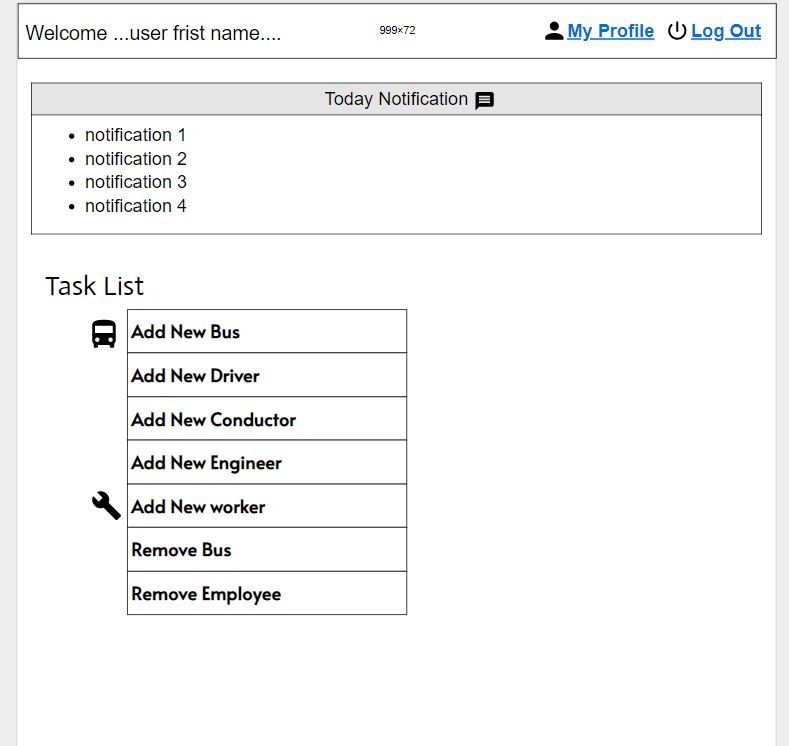 Welcome ...user frist name....
999×72
My Profile
Log Out
Today Notification
notification 1
notification 2
notification 3
notification 4
Task List
Add New Bus
Add New Driver
Add New Conductor
Add New Engineer
Add New worker
Remove Bus
Remove Employee